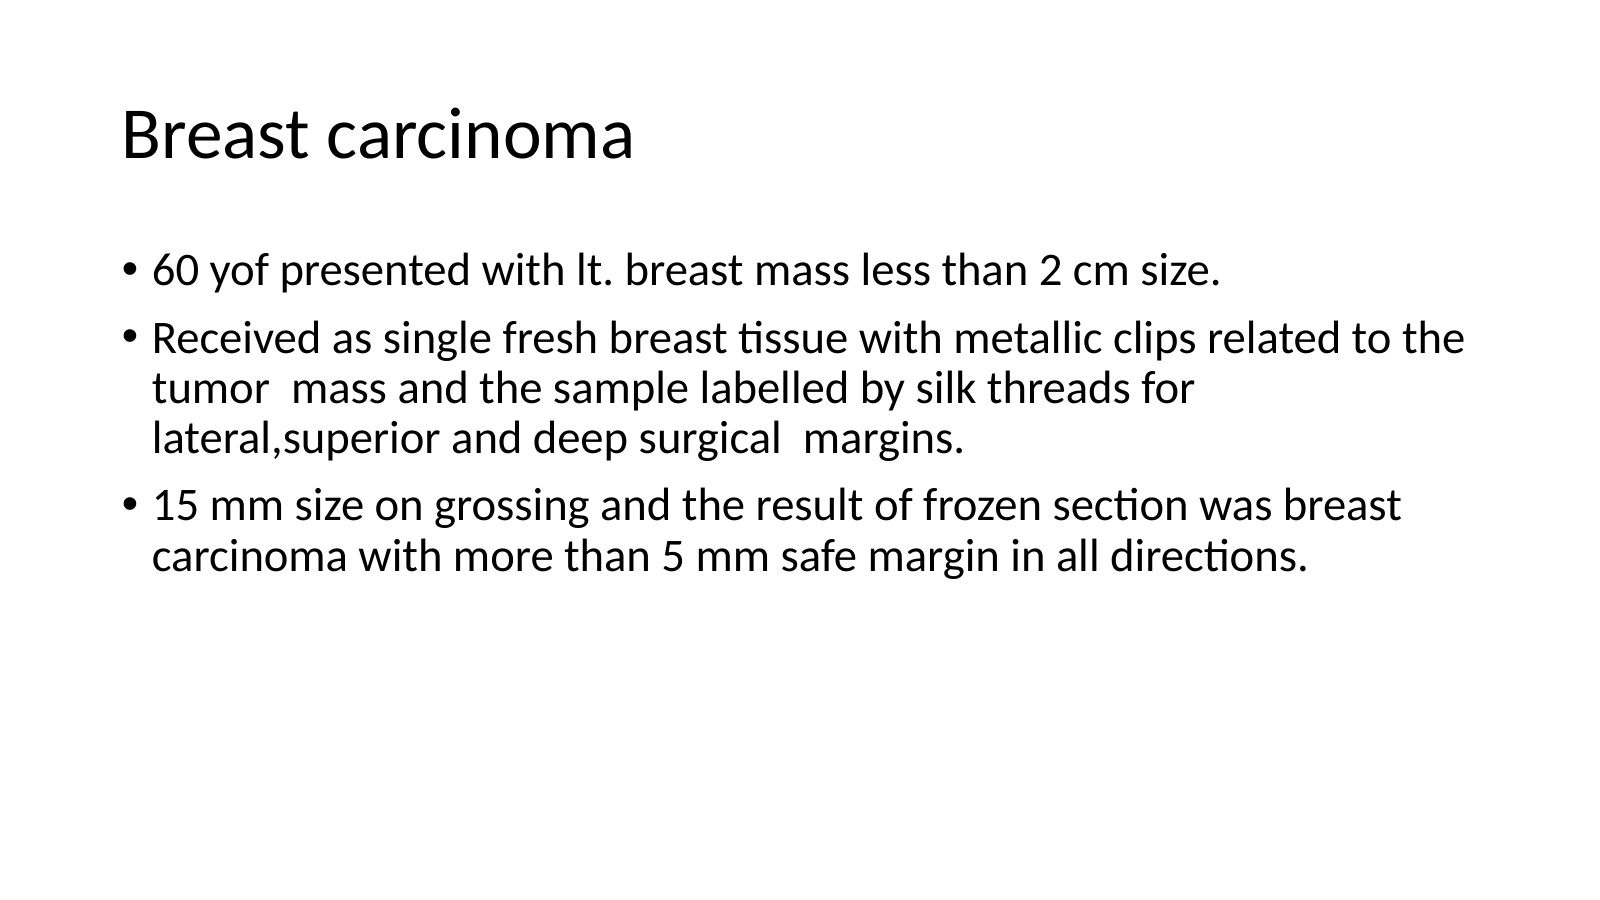 Breast carcinoma
• 60 yof presented with lt. breast mass less than 2 cm size.
• Received as single fresh breast tissue with metallic clips related to the
tumor  mass and the sample labelled by silk threads for
lateral,superior and deep surgical  margins.
• 15 mm size on grossing and the result of frozen section was breast
carcinoma with more than 5 mm safe margin in all directions.